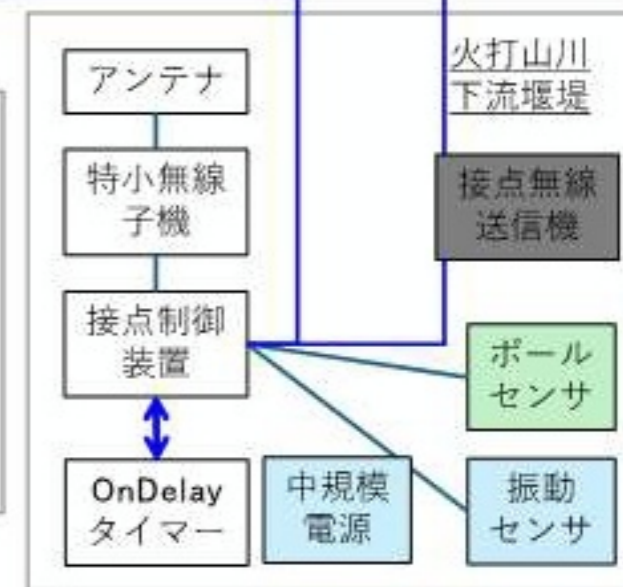 アンテナ
火打山川
下流堰堤
特小無線
子機
接点無線
送信機
接点制御
装置
ポール
センサ
OnDelay
タイマー
中規模
電源
振動
センサ